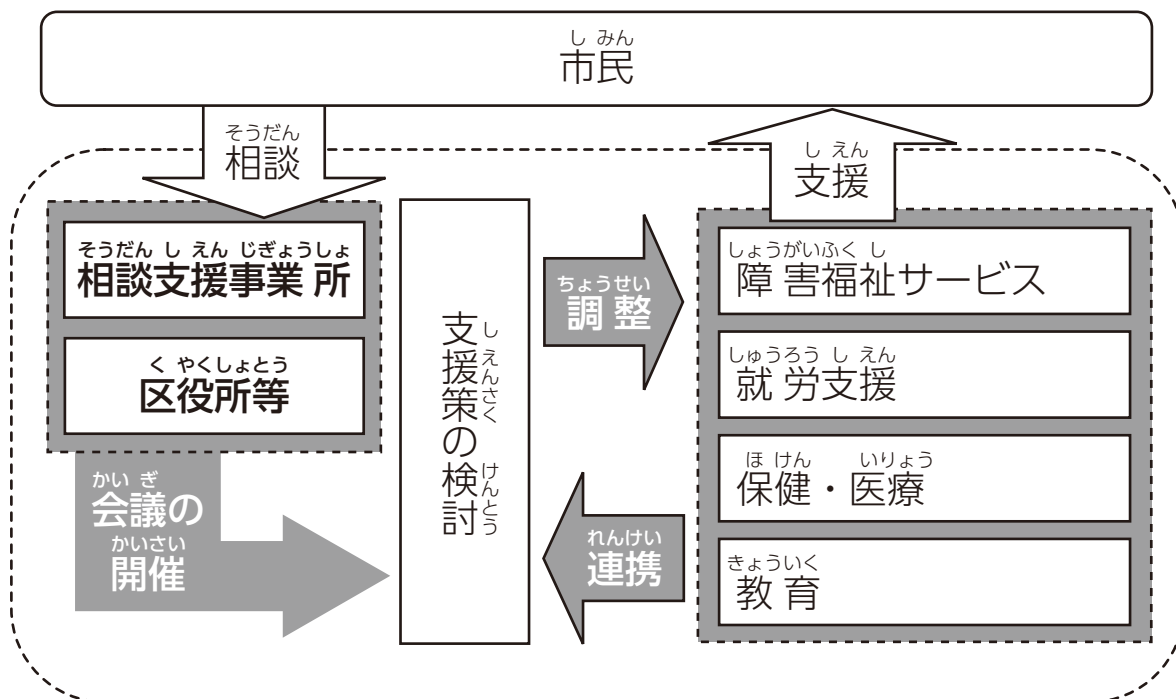 しみん
市民
そうだん
相談
しえん
支援
そうだんしえんじぎょうしょ
相談支援事業所
くやくしょとう
区役所等
かいぎ
会議の
かいさい
開催
支援策の検討
しえんさく けんとう
ちょうせい
調整
れんけい
連携
しょうがいふくし
障害福祉サービス
しゅうろうしえん
就労支援
ほけん いりょう
保健・医療
きょういく
教育